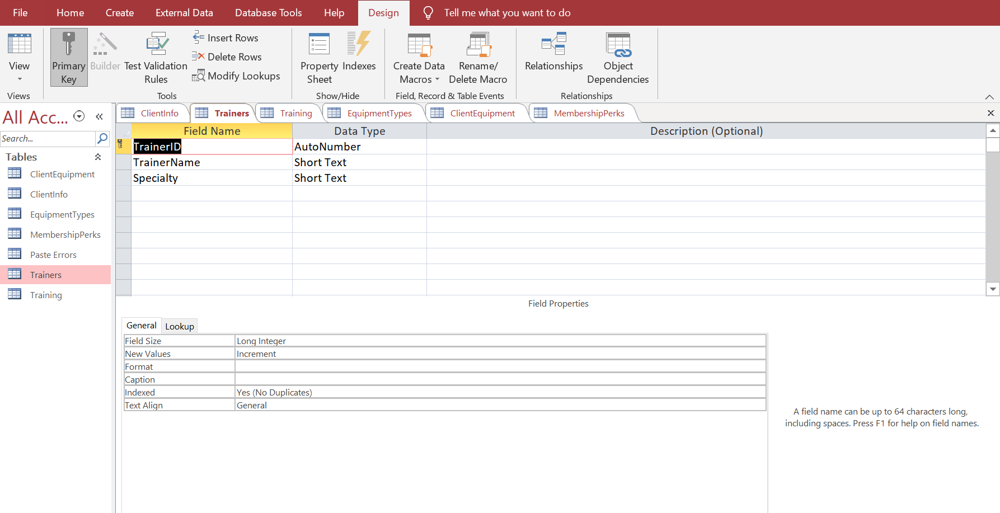 File Home Create External Data Database Tools Help Design Tell me what you want to do
View
Primary Key
Builder
Test Validation Rules
Insert Rows
Delete Rows
Modify Lookups
Property Sheet
Indexes
Create Data Macros
Rename/ Delete Macro
Relationships
Object Dependencies
Views Tools Show/Hide Field, Record & Table Events Relationships
All Acc...
Search...
Tables
ClientEquipment
ClientInfo
EquipmentTypes
MembershipPerks
Paste Errors
Trainers
Training
ClientInfo Trainers Training EquipmentTypes ClientEquipment MembershipPerks
Field Name Data Type Description (Optional)
TrainerID AutoNumber
TrainerName Short Text
Specialty Short Text
Field Properties
General Lookup
Field Size Long Integer
New Values Increment
Format
Caption
Indexed Yes (No Duplicates)
Text Align General
A field name can be up to 64 characters long,
including spaces. Press F1 for help on field names.